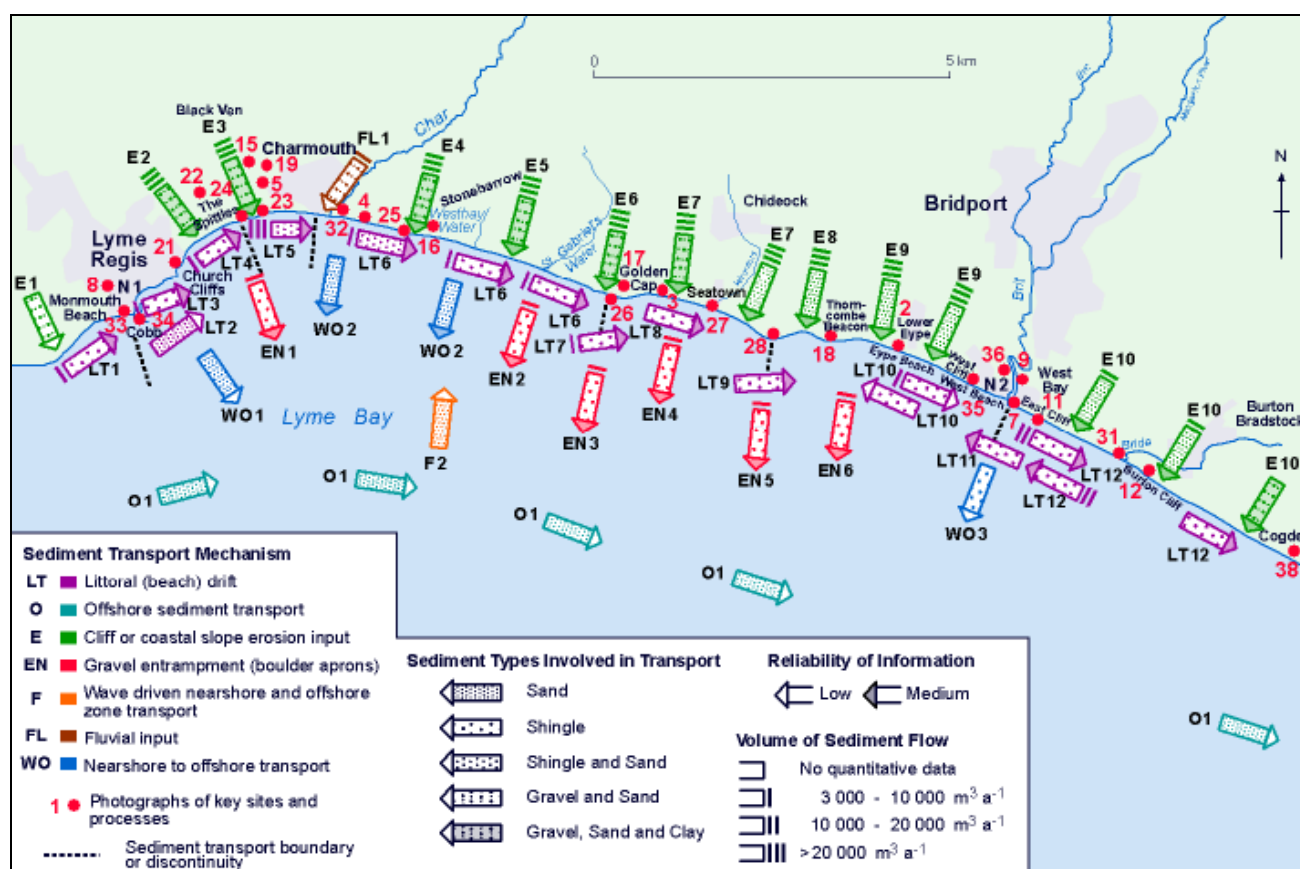 0
5 km
Black Ven
E3
15
19
Charmouth
FL1
Char
E2
22
24
5
23
The
Spittles
4
E4
Stonebarrow
E5
Westhay
Water
32
25
16
St. Gabriel's
Water
E6
E7
Chideock
E7
E8
E9
E9
Bridport
Brit
N
Lyme
Regis
21
8
N1
E1
Monmouth
Beach
33
34
Cobb
Church
Cliffs
LT1
LT2
LT3
LT4
LT5
LT6
LT6
LT6
17
Golden
Cap
3
Seatown
26
27
LT7
LT8
28
18
Thorn-
combe
Beacon
2
Lower
Eype
Eype Beach
West
Cliff
West Beach
35
36
N2
9
West
Bay
1
11
East Cliff
E10
31
Bride
E10
Burton
Bradstock
E10
12
Burton Cliff
Cogden
38
LT9
LT10
LT10
LT11
LT12
LT12
LT12
EN1
WO2
WO1
WO2
EN2
EN3
EN4
EN5
EN6
WO3
Lyme Bay
F2
O1
O1
O1
O1
O1
Sediment Transport Mechanism
LT Littoral (beach) drift
O Offshore sediment transport
E Cliff or coastal slope erosion input
EN Gravel entrampment (boulder aprons)
F Wave driven nearshore and offshore
zone transport
FL Fluvial input
WO Nearshore to offshore transport
1 Photographs of key sites and
processes
Sediment transport boundary
or discontinuity
Sediment Types Involved in Transport
Sand
Shingle
Shingle and Sand
Gravel and Sand
Gravel, Sand and Clay
Reliability of Information
Low
Medium
Volume of Sediment Flow
No quantitative data
3 000 - 10 000 m³ a⁻¹
10 000 - 20 000 m³ a⁻¹
>20 000 m³ a⁻¹